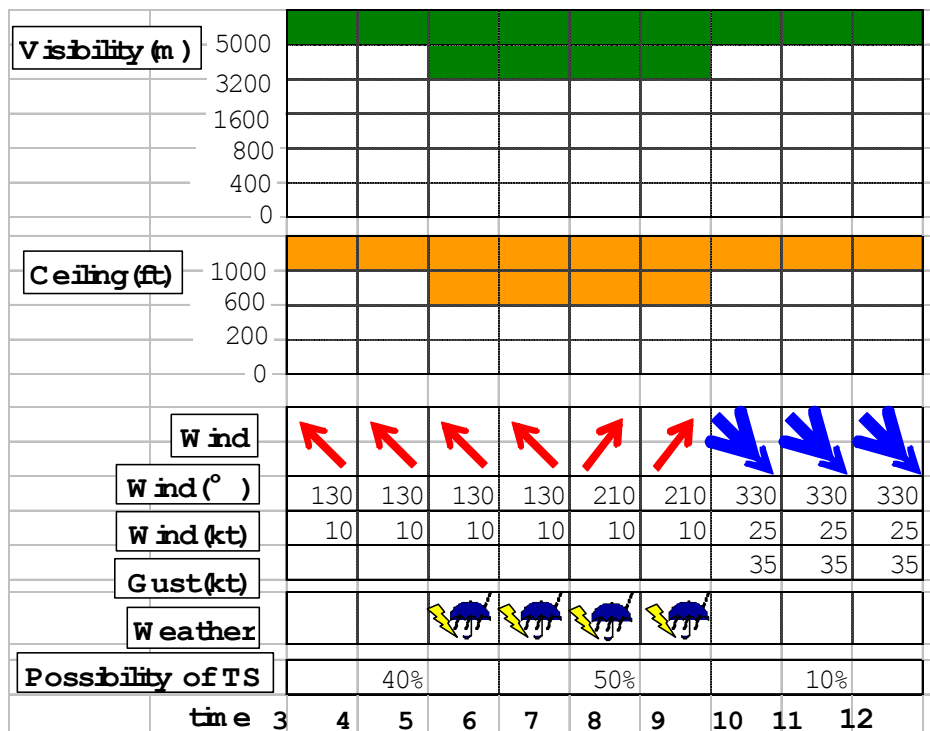 Visibility(m)
5000
3200
1600
800
400
0
Ceiling(ft)
1000
600
200
0
Wind
Wind(°) 130 130 130 130 210 210 330 330 330
Wind(kt) 10 10 10 10 10 10 25 25 25
Gust(kt) 35 35 35
Weather
Possibility of TS 40% 50% 10%
time 3 4 5 6 7 8 9 10 11 12